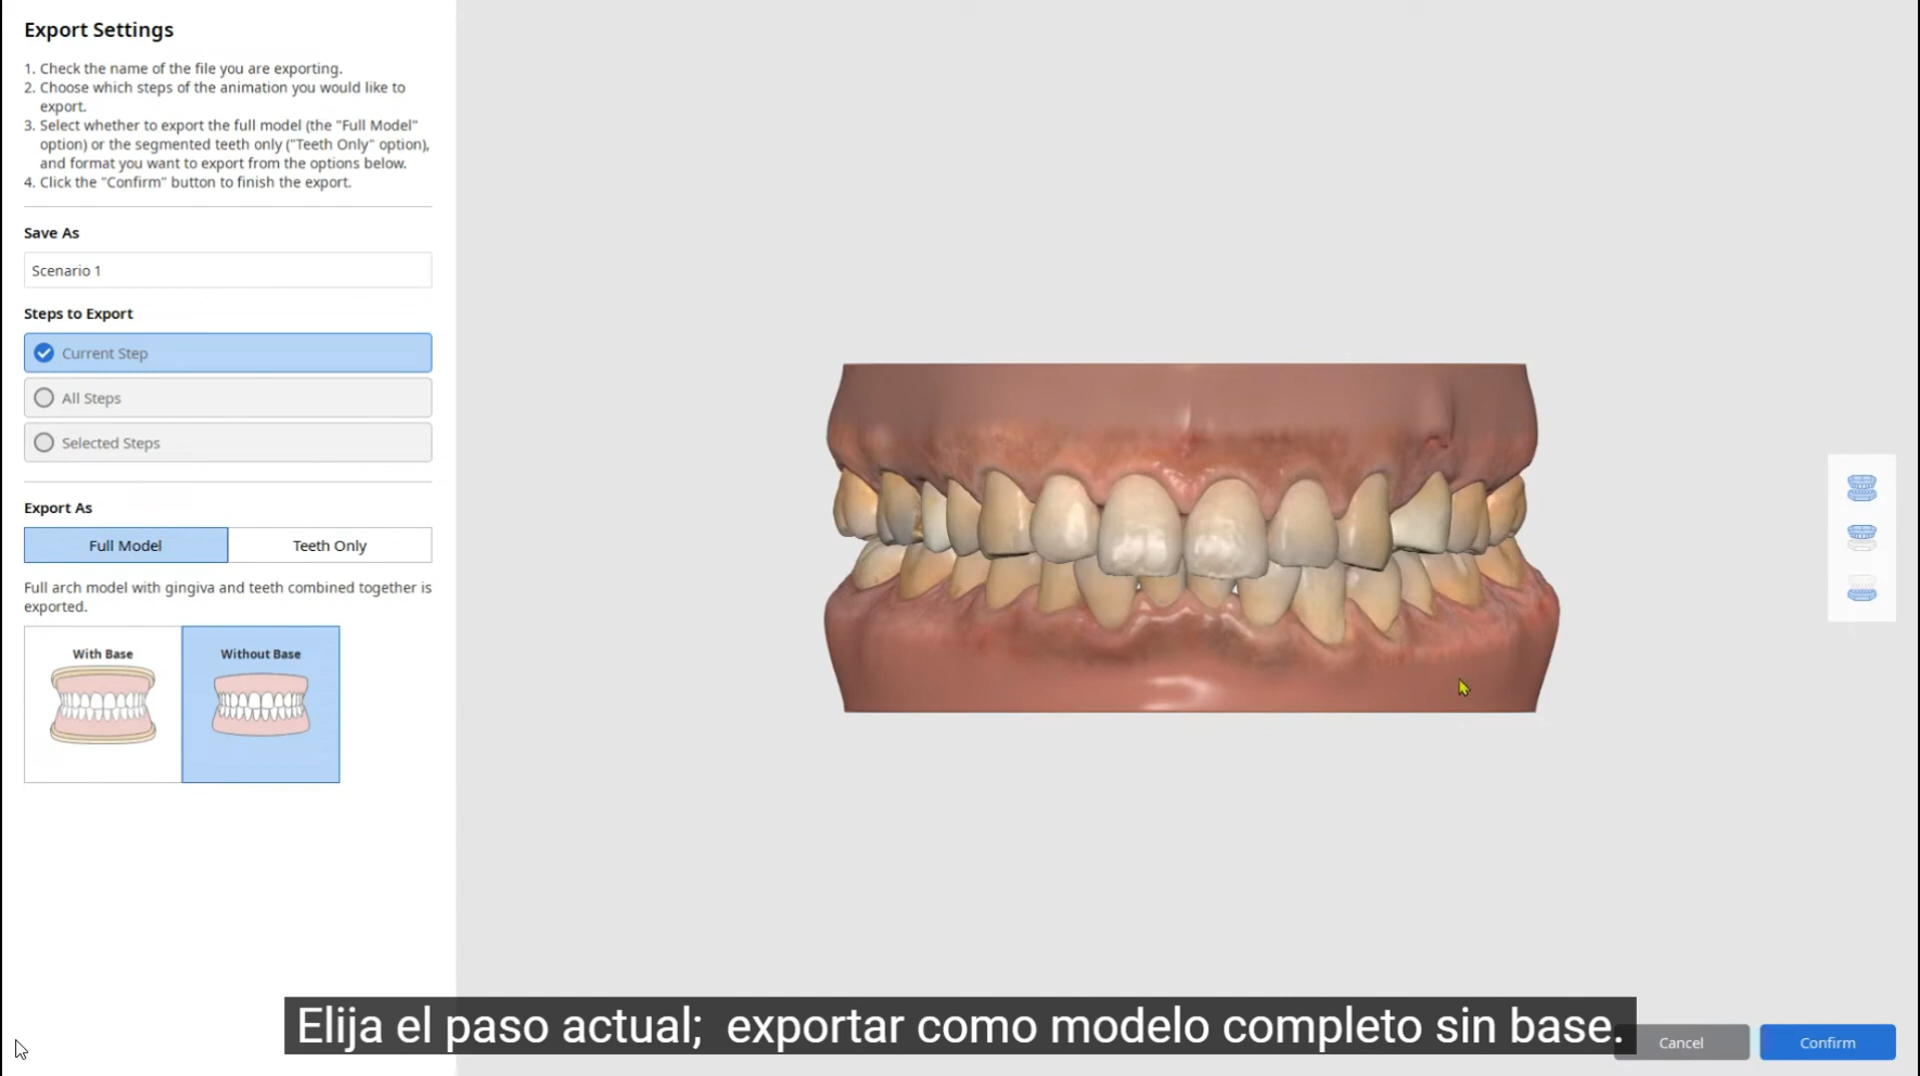 Export Settings
1. Check the name of the file you are exporting.
2. Choose which steps of the animation you would like to
export.
3. Select whether to export the full model (the "Full Model"
option) or the segmented teeth only ("Teeth Only" option),
and format you want to export from the options below.
4. Click the "Confirm" button to finish the export.
Save As
Scenario 1
Steps to Export
Current Step
All Steps
Selected Steps
Export As
Full Model Teeth Only
Full arch model with gingiva and teeth combined together is
exported.
With Base Without Base
Elija el paso actual; exportar como modelo completo sin base.
Cancel Confirm